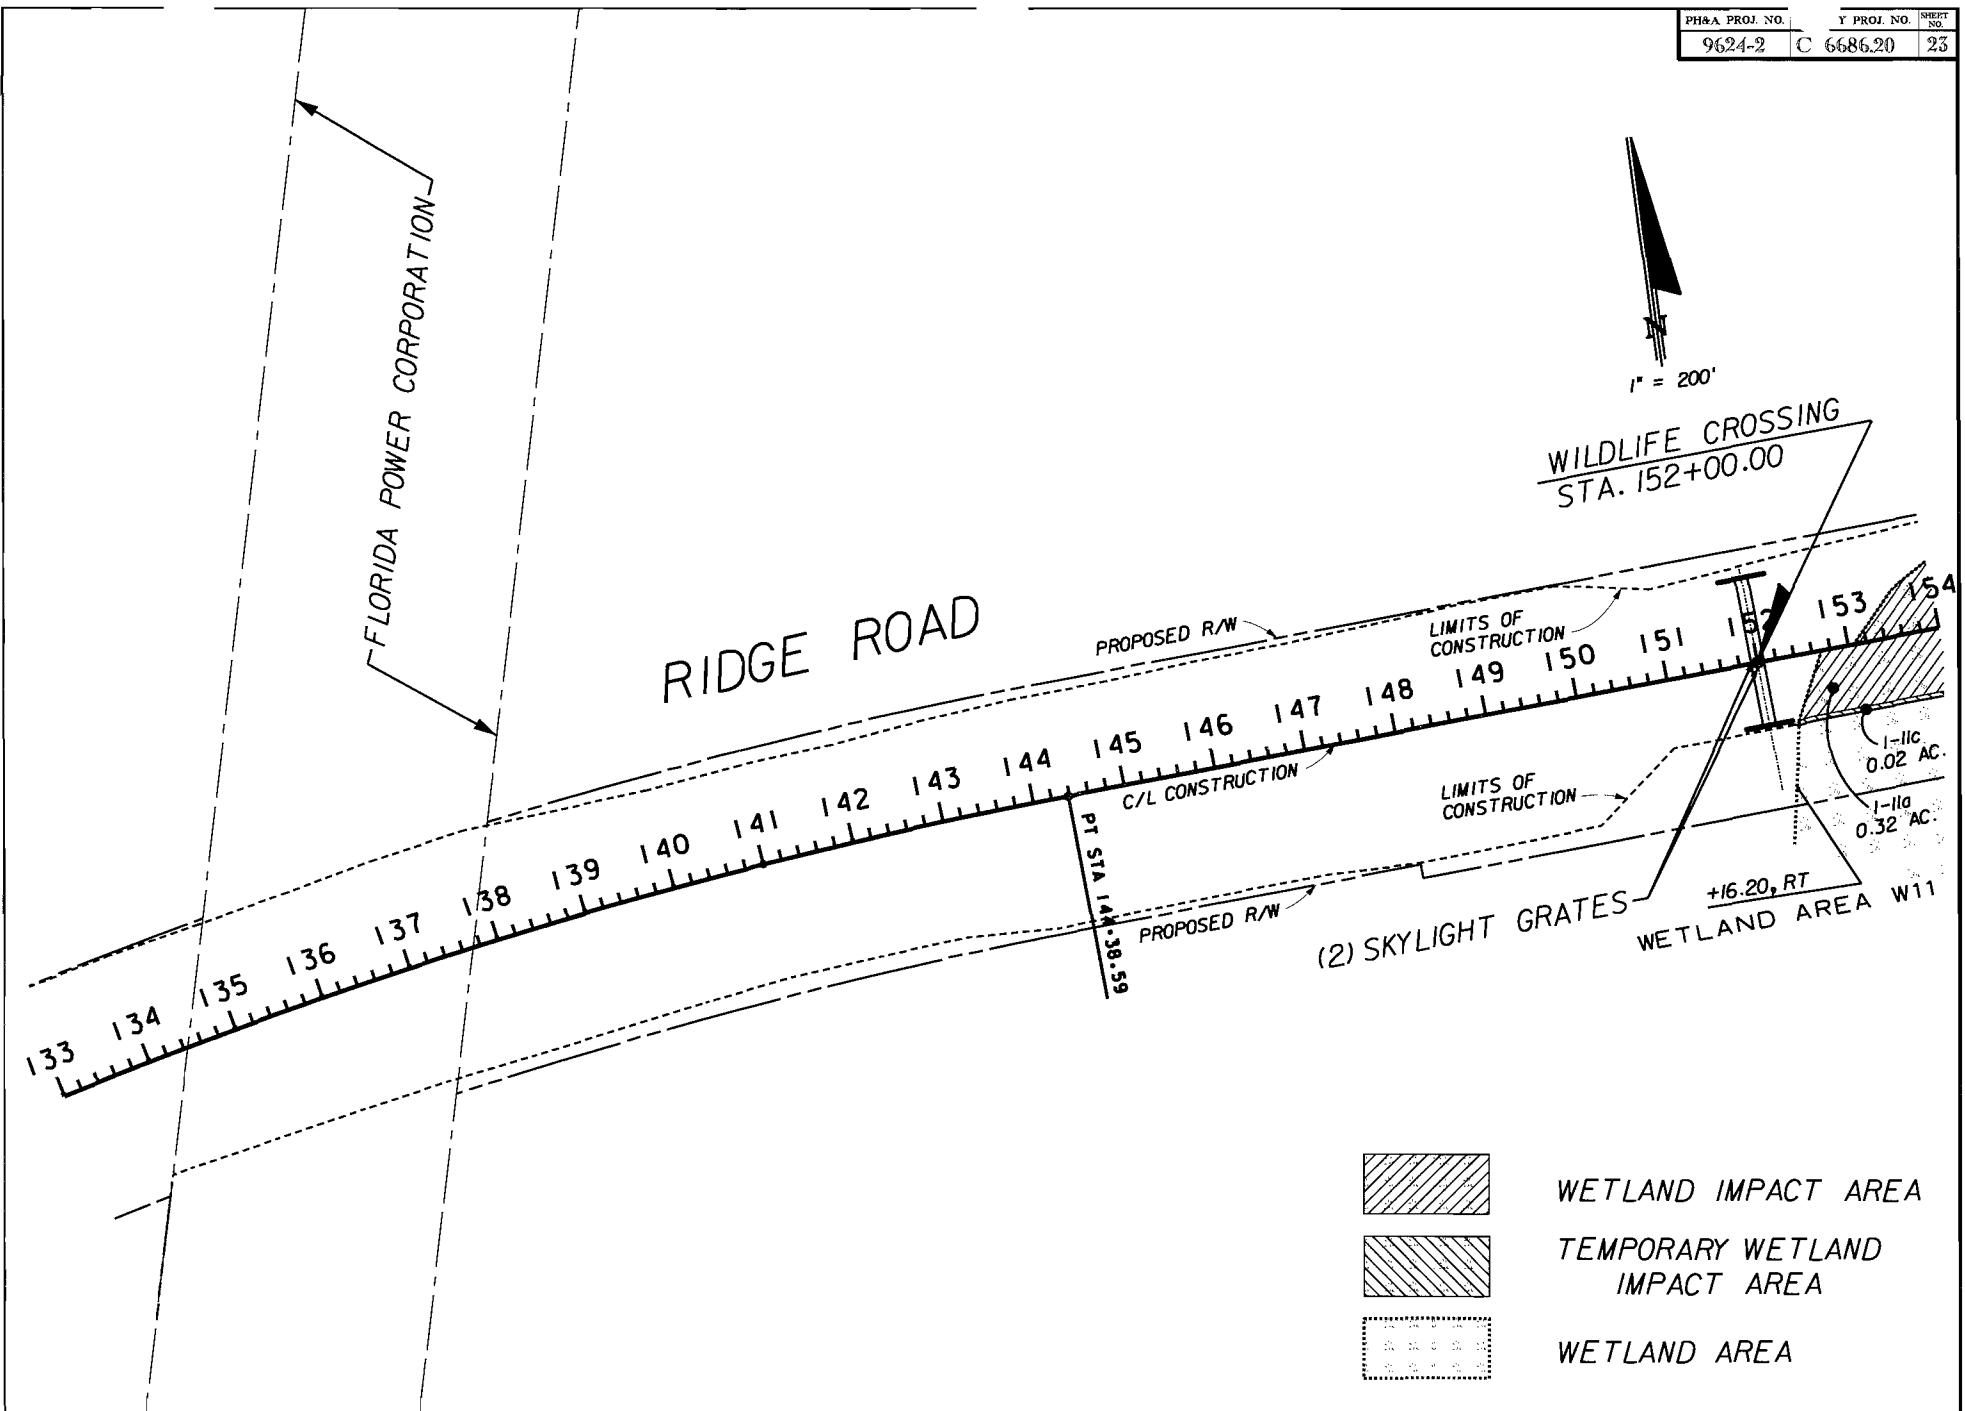 PH&A PROJ. NO. Y PROJ. NO. SHEET NO.
9624-2 C 6686.20 23
N
1" = 200'
WILDLIFE CROSSING
STA. 152+00.00
FLORIDA POWER CORPORATION
RIDGE ROAD
PROPOSED R/W
LIMITS OF
CONSTRUCTION
133 134 135 136 137 138 139 140 141 142 143 144 145 146 147 148 149 150 151 152 153 154
C/L CONSTRUCTION
LIMITS OF
CONSTRUCTION
PT STA 144+38.59
PROPOSED R/W
1-11c
0.02 AC.
1-11a
0.32 AC.
(2) SKYLIGHT GRATES
+16.20, RT
WETLAND AREA W11
WETLAND IMPACT AREA
TEMPORARY WETLAND
IMPACT AREA
WETLAND AREA